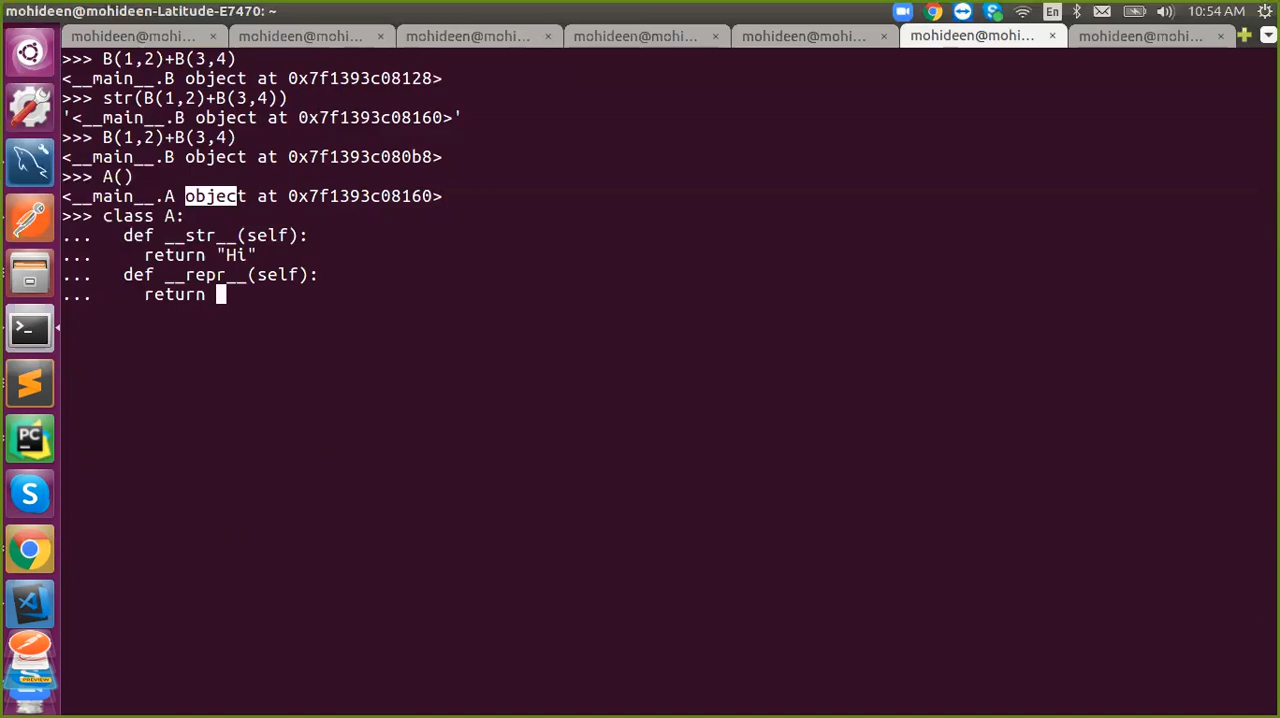 mohideen@mohideen-Latitude-E7470: ~
En
10:54 AM
mohideen@mohi... × mohideen@mohi... × mohideen@mohi... × mohideen@mohi... × mohideen@mohi... × mohideen@mohi... × mohideen@mohi... ×
>>> B(1,2)+B(3,4)
<__main__.B object at 0x7f1393c08128>
>>> str(B(1,2)+B(3,4))
'<__main__.B object at 0x7f1393c08160>'
>>> B(1,2)+B(3,4)
<__main__.B object at 0x7f1393c080b8>
>>> A()
<__main__.A object at 0x7f1393c08160>
>>> class A:
...   def __str__(self):
...     return "Hi"
...   def __repr__(self):
...     return
>_
PC
S
PREVIEW